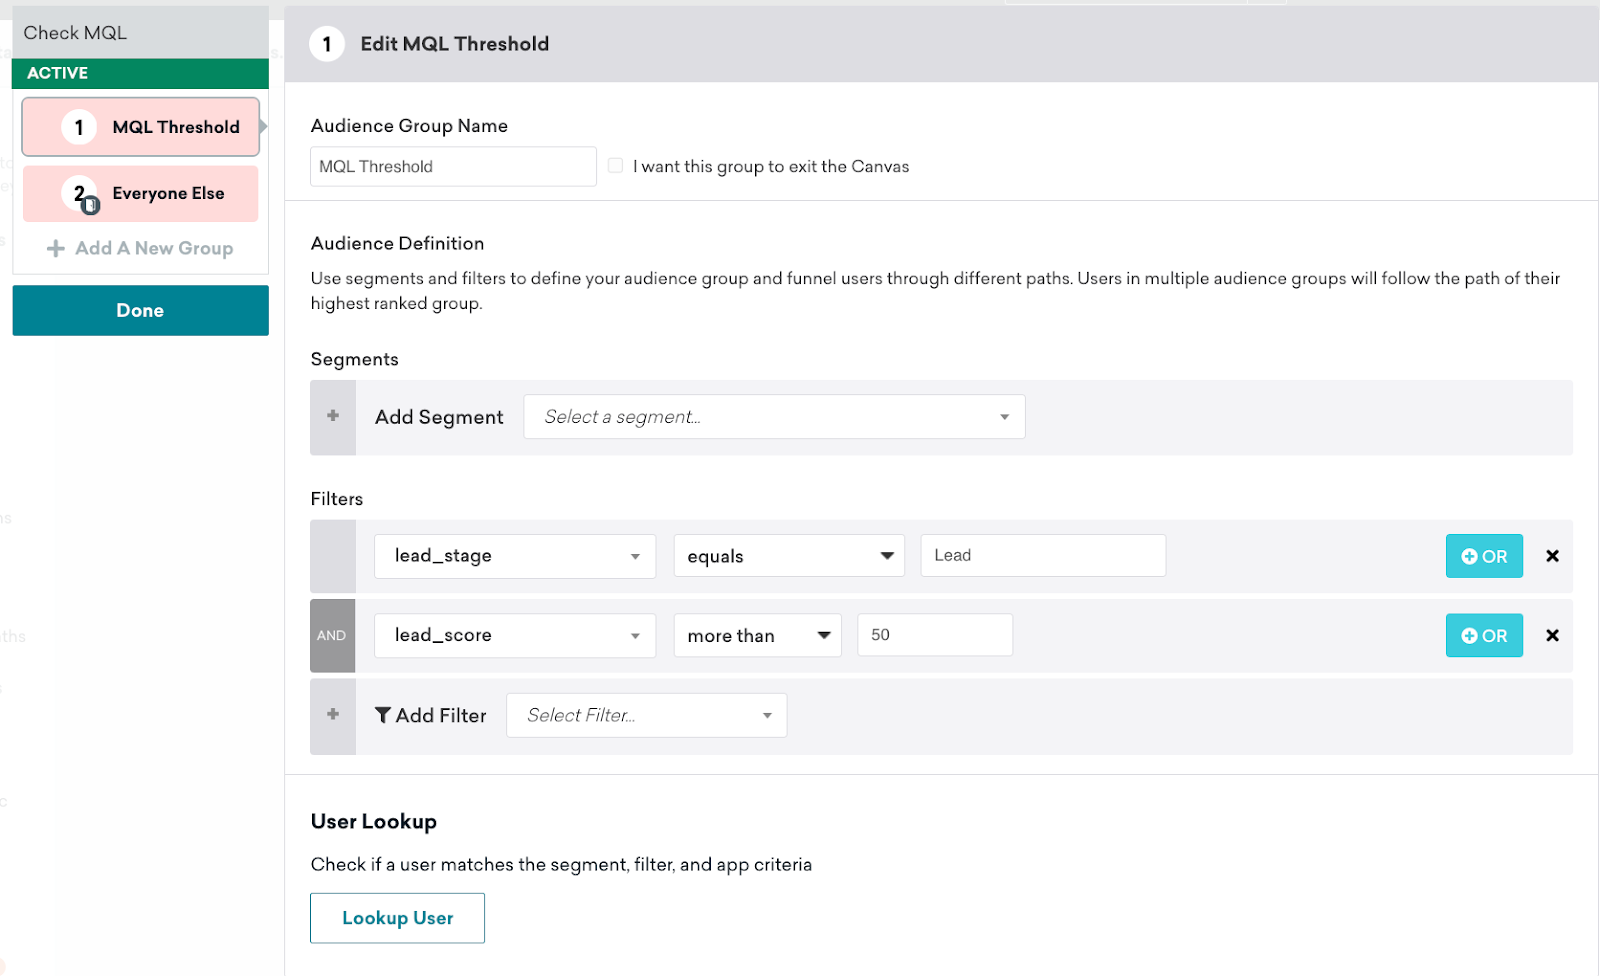 Check MQL
ACTIVE
1 MQL Threshold
2 Everyone Else
Add A New Group
Done
1 Edit MQL Threshold
Audience Group Name
MQL Threshold
I want this group to exit the Canvas
Audience Definition
Use segments and filters to define your audience group and funnel users through different paths. Users in multiple audience groups will follow the path of their
highest ranked group.
Segments
+ Add Segment Select a segment...
Filters
lead_stage equals Lead OR
AND lead_score more than 50 OR
+ Add Filter Select Filter...
User Lookup
Check if a user matches the segment, filter, and app criteria
Lookup User